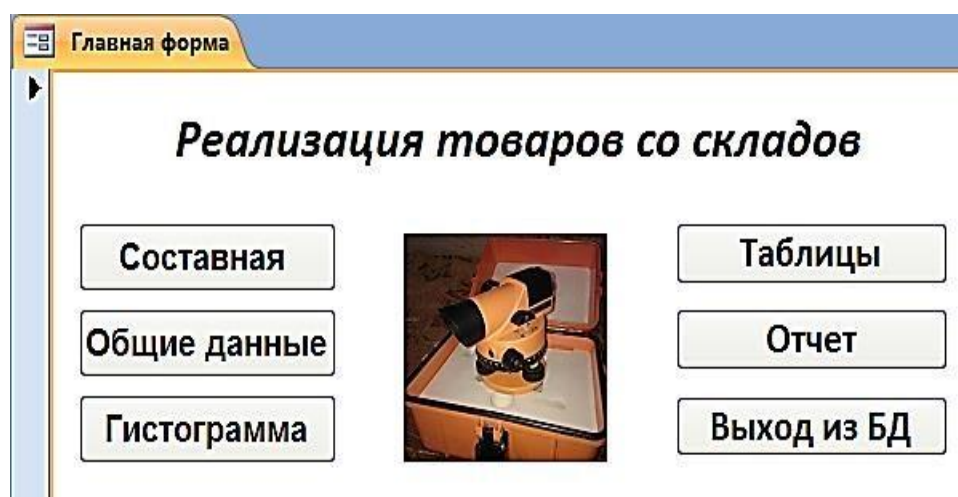 Главная форма
Реализация товаров со складов
Составная
Общие данные
Гистограмма
Таблицы
Отчет
Выход из БД